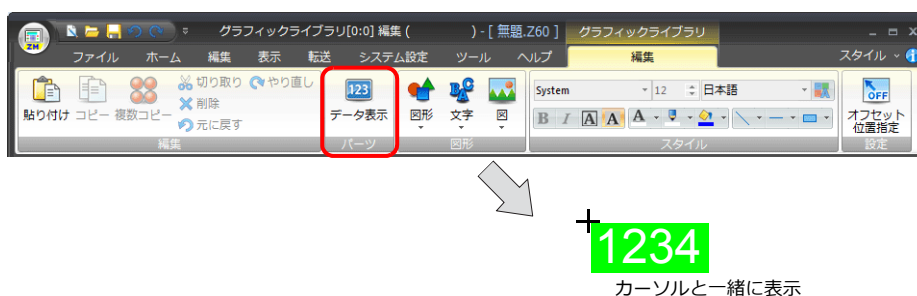 グラフィックライブラリ[0:0] 編集 ( ) - [ 無題.Z60 ] グラフィックライブラリ
ZM ファイル ホーム 編集 表示 転送 システム設定 ツール ヘルプ 編集 スタイル
切り取り やり直し 123 System 12 日本語 OFF
貼り付け コピー 複数コピー 削除 データ表示 図形 文字 図 オフセット
元に戻す B I A A A 位置指定
編集 パーツ 図形 スタイル 設定
1234
カーソルと一緒に表示